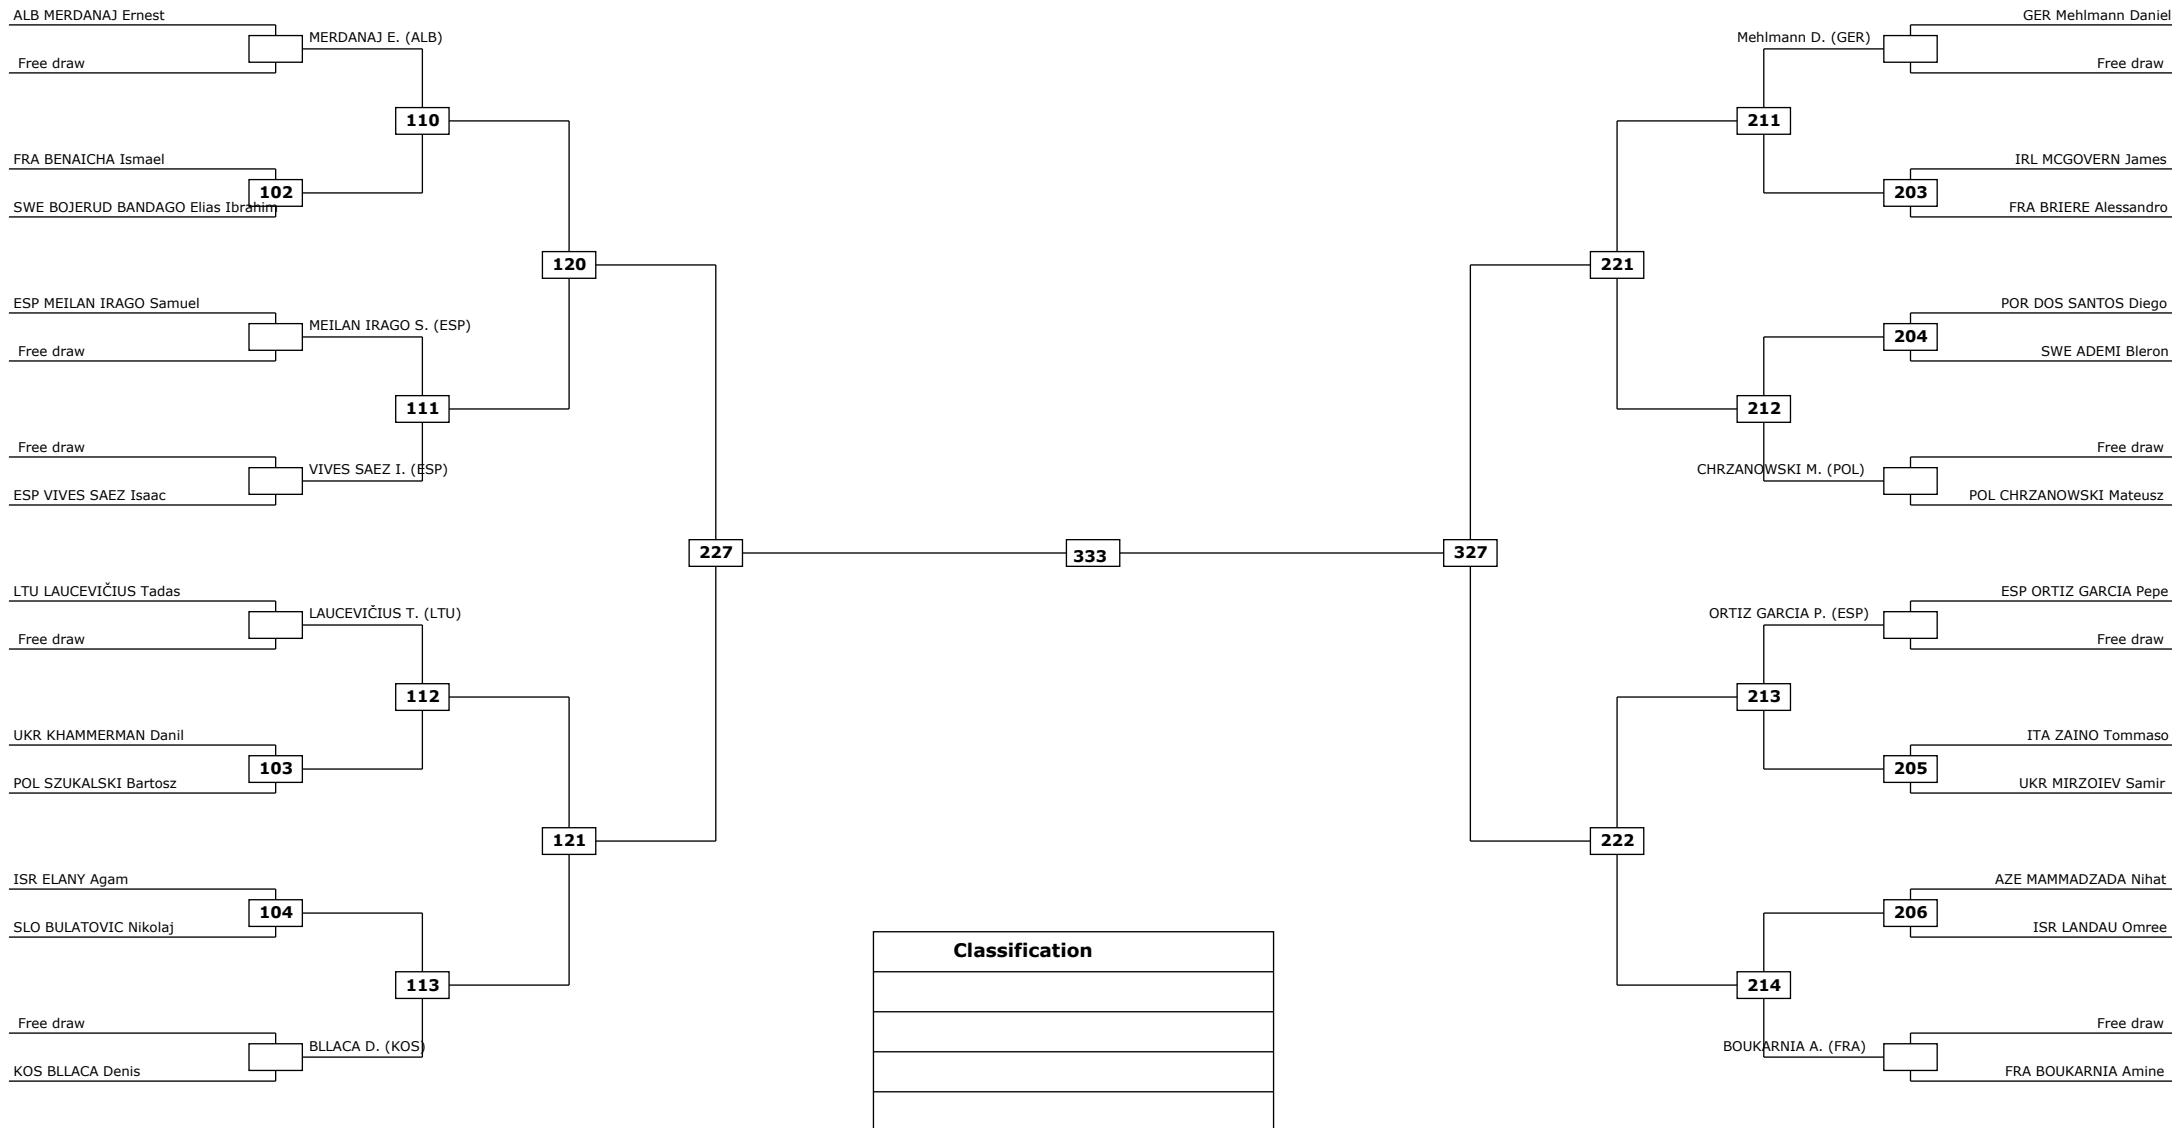 ALB MERDANAJ Ernest
MERDANAJ E. (ALB)
Free draw
110
FRA BENAICHA Ismael
102
SWE BOJERUD BANDAGO Elias Ibrahim
120
ESP MEILAN IRAGO Samuel
MEILAN IRAGO S. (ESP)
Free draw
111
Free draw
VIVES SAEZ I. (ESP)
ESP VIVES SAEZ Isaac
227
LTU LAUCEVIČIUS Tadas
LAUCEVIČIUS T. (LTU)
Free draw
112
UKR KHAMMERMAN Danil
103
POL SZUKALSKI Bartosz
121
ISR ELANY Agam
104
SLO BULATOVIC Nikolaj
113
Free draw
BLLACA D. (KOS)
KOS BLLACA Denis
333
Classification
GER Mehlmann Daniel
Mehlmann D. (GER)
Free draw
211
IRL MCGOVERN James
203
FRA BRIERE Alessandro
221
POR DOS SANTOS Diego
204
SWE ADEMI Bleron
212
Free draw
CHRZANOWSKI M. (POL)
POL CHRZANOWSKI Mateusz
327
ESP ORTIZ GARCIA Pepe
ORTIZ GARCIA P. (ESP)
Free draw
213
ITA ZAINO Tommaso
205
UKR MIRZOIEV Samir
222
AZE MAMMADZADA Nihat
206
ISR LANDAU Omree
214
Free draw
BOUKARNIA A. (FRA)
FRA BOUKARNIA Amine